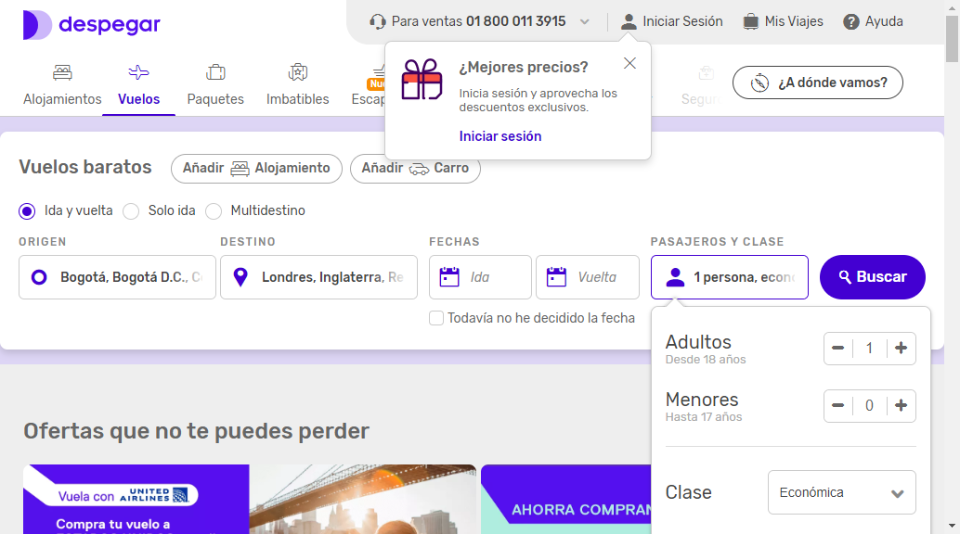 despegar
Para ventas 01 800 011 3915
Iniciar Sesión
Mis Viajes
Ayuda
Alojamientos
Vuelos
Paquetes
Imbatibles
¿A dónde vamos?
¿Mejores precios?
Inicia sesión y aprovecha los
descuentos exclusivos.
Iniciar sesión
Vuelos baratos
Añadir Alojamiento
Añadir Carro
Ida y vuelta
Solo ida
Multidestino
ORIGEN
DESTINO
FECHAS
PASAJEROS Y CLASE
Bogotá, Bogotá D.C., C
Londres, Inglaterra, Re
Ida
Vuelta
1 persona, econ
Buscar
Todavía no he decidido la fecha
Adultos
Desde 18 años
1
Menores
Hasta 17 años
0
Clase
Económica
Ofertas que no te puedes perder
Vuela con UNITED AIRLINES
Compra tu vuelo a
AHORRA COMPRAN